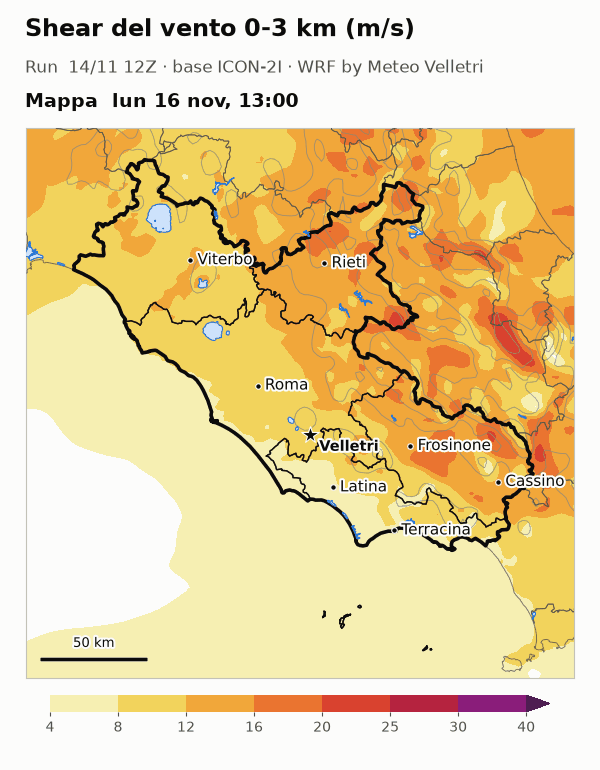 Shear del vento 0-3 km (m/s)
Run  14/11 12Z · base ICON-2I · WRF by Meteo Velletri
Mappa  lun 16 nov, 13:00
Viterbo
Rieti
Roma
Velletri
Frosinone
Cassino
Latina
Terracina
50 km
4 8 12 16 20 25 30 40